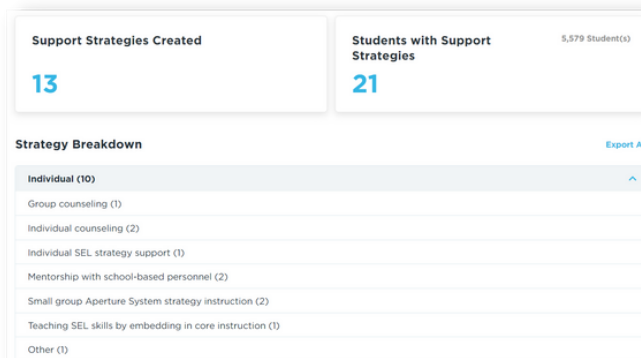 Support Strategies Created
13
Students with Support
Strategies
5,579 Student(s)
21
Strategy Breakdown
Export A
Individual (10)
Group counseling (1)
Individual counseling (2)
Individual SEL strategy support (1)
Mentorship with school-based personnel (2)
Small group Aperture System strategy instruction (2)
Teaching SEL skills by embedding in core instruction (1)
Other (1)